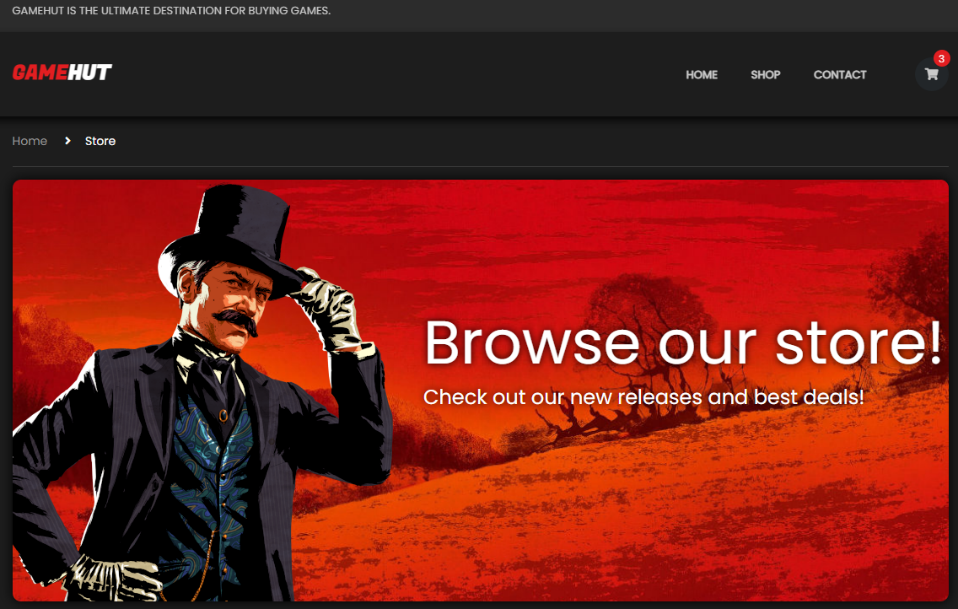 GAMEHUT IS THE ULTIMATE DESTINATION FOR BUYING GAMES.
GAMEHUT
HOME SHOP CONTACT 3
Home Store
Browse our store!
Check out our new releases and best deals!